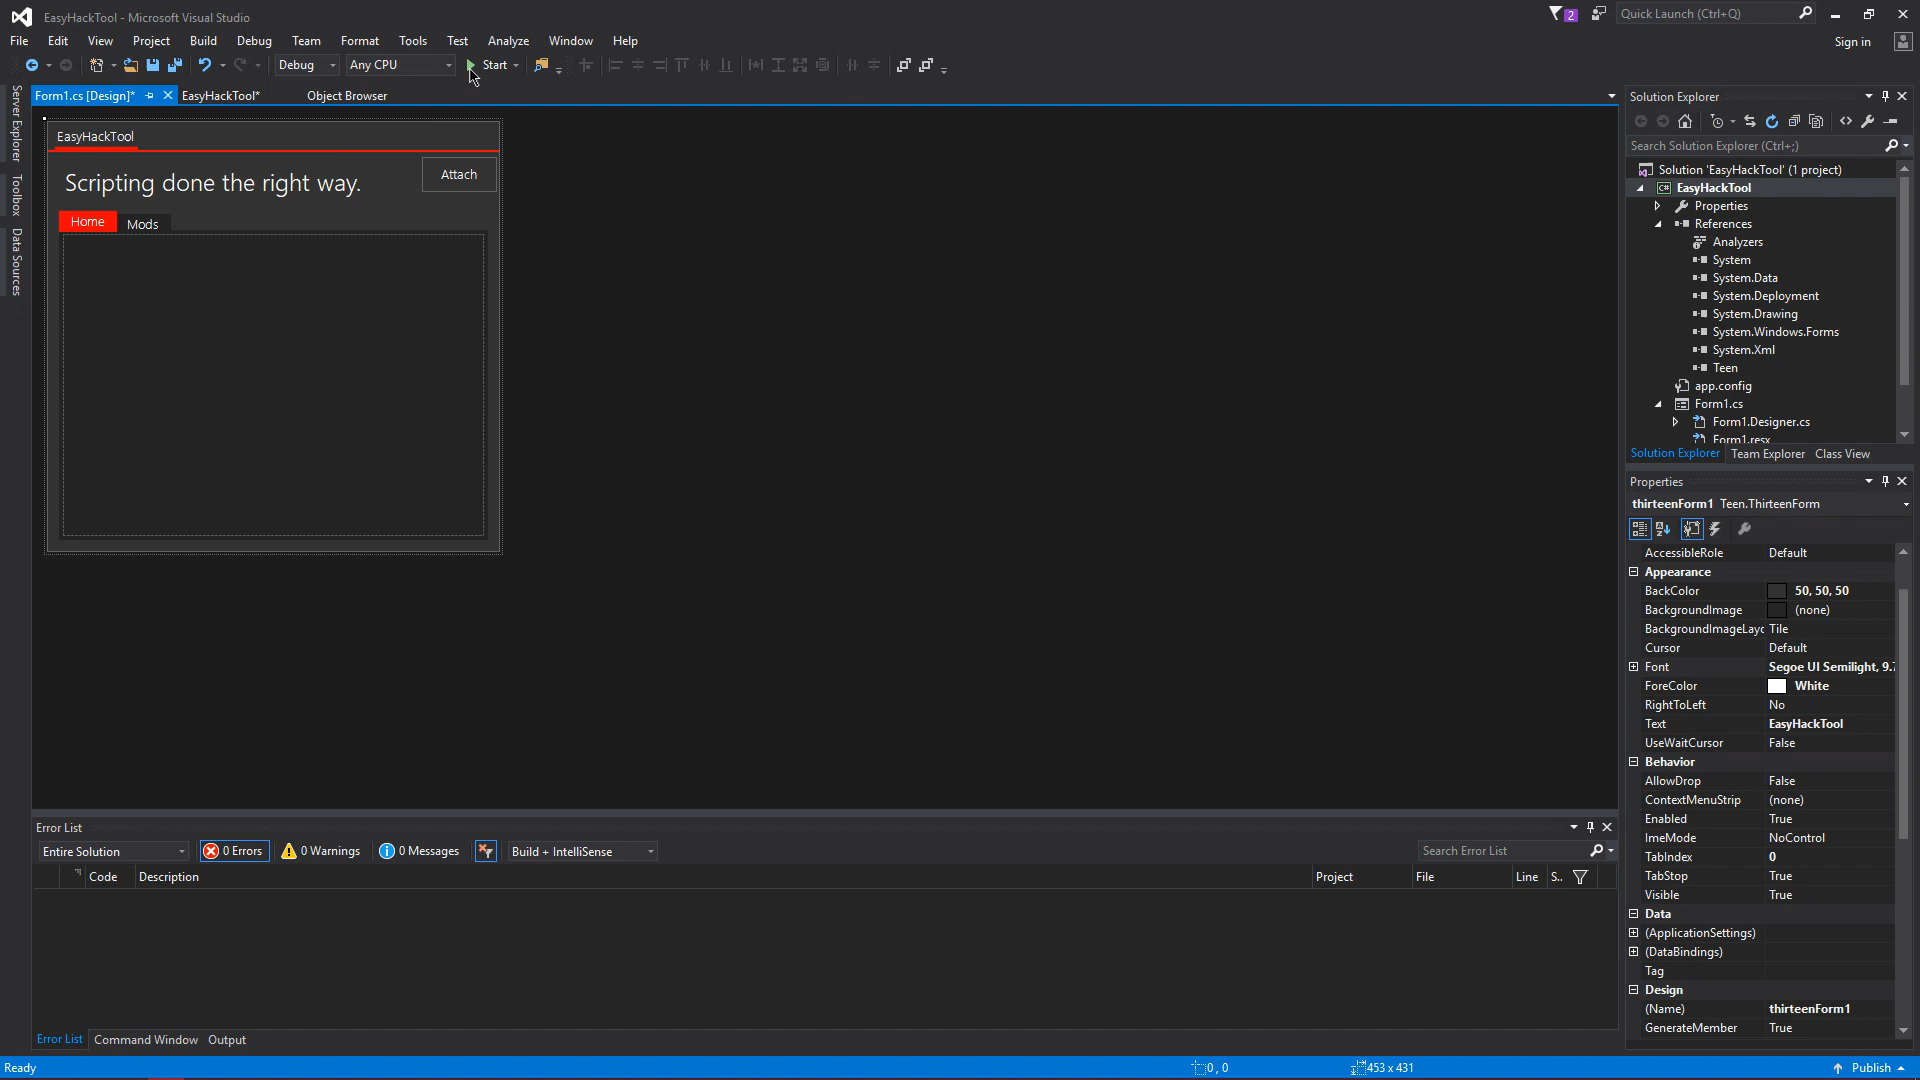 EasyHackTool - Microsoft Visual Studio
2
Quick Launch (Ctrl+Q)
File Edit View Project Build Debug Team Format Tools Test Analyze Window Help
Sign in
Debug Any CPU Start
Server Explorer
Toolbox
Data Sources
Form1.cs [Design]* EasyHackTool* Object Browser
EasyHackTool
Scripting done the right way.
Attach
Home Mods
Solution Explorer
Search Solution Explorer (Ctrl+;)
Solution 'EasyHackTool' (1 project)
C# EasyHackTool
Properties
References
Analyzers
System
System.Data
System.Deployment
System.Drawing
System.Windows.Forms
System.Xml
Teen
app.config
Form1.cs
Form1.Designer.cs
Form1.resx
Solution Explorer Team Explorer Class View
Properties
thirteenForm1 Teen.ThirteenForm
AccessibleRole Default
Appearance
BackColor 50, 50, 50
BackgroundImage (none)
BackgroundImageLayo Tile
Cursor Default
Font Segoe UI Semilight, 9.7
ForeColor White
RightToLeft No
Text EasyHackTool
UseWaitCursor False
Behavior
AllowDrop False
ContextMenuStrip (none)
Enabled True
ImeMode NoControl
TabIndex 0
TabStop True
Visible True
Data
(ApplicationSettings)
(DataBindings)
Tag
Design
(Name) thirteenForm1
GenerateMember True
Error List
Entire Solution 0 Errors 0 Warnings 0 Messages Build + IntelliSense Search Error List
Code Description Project File Line S..
Error List Command Window Output
Ready 0 , 0 453 x 431 Publish